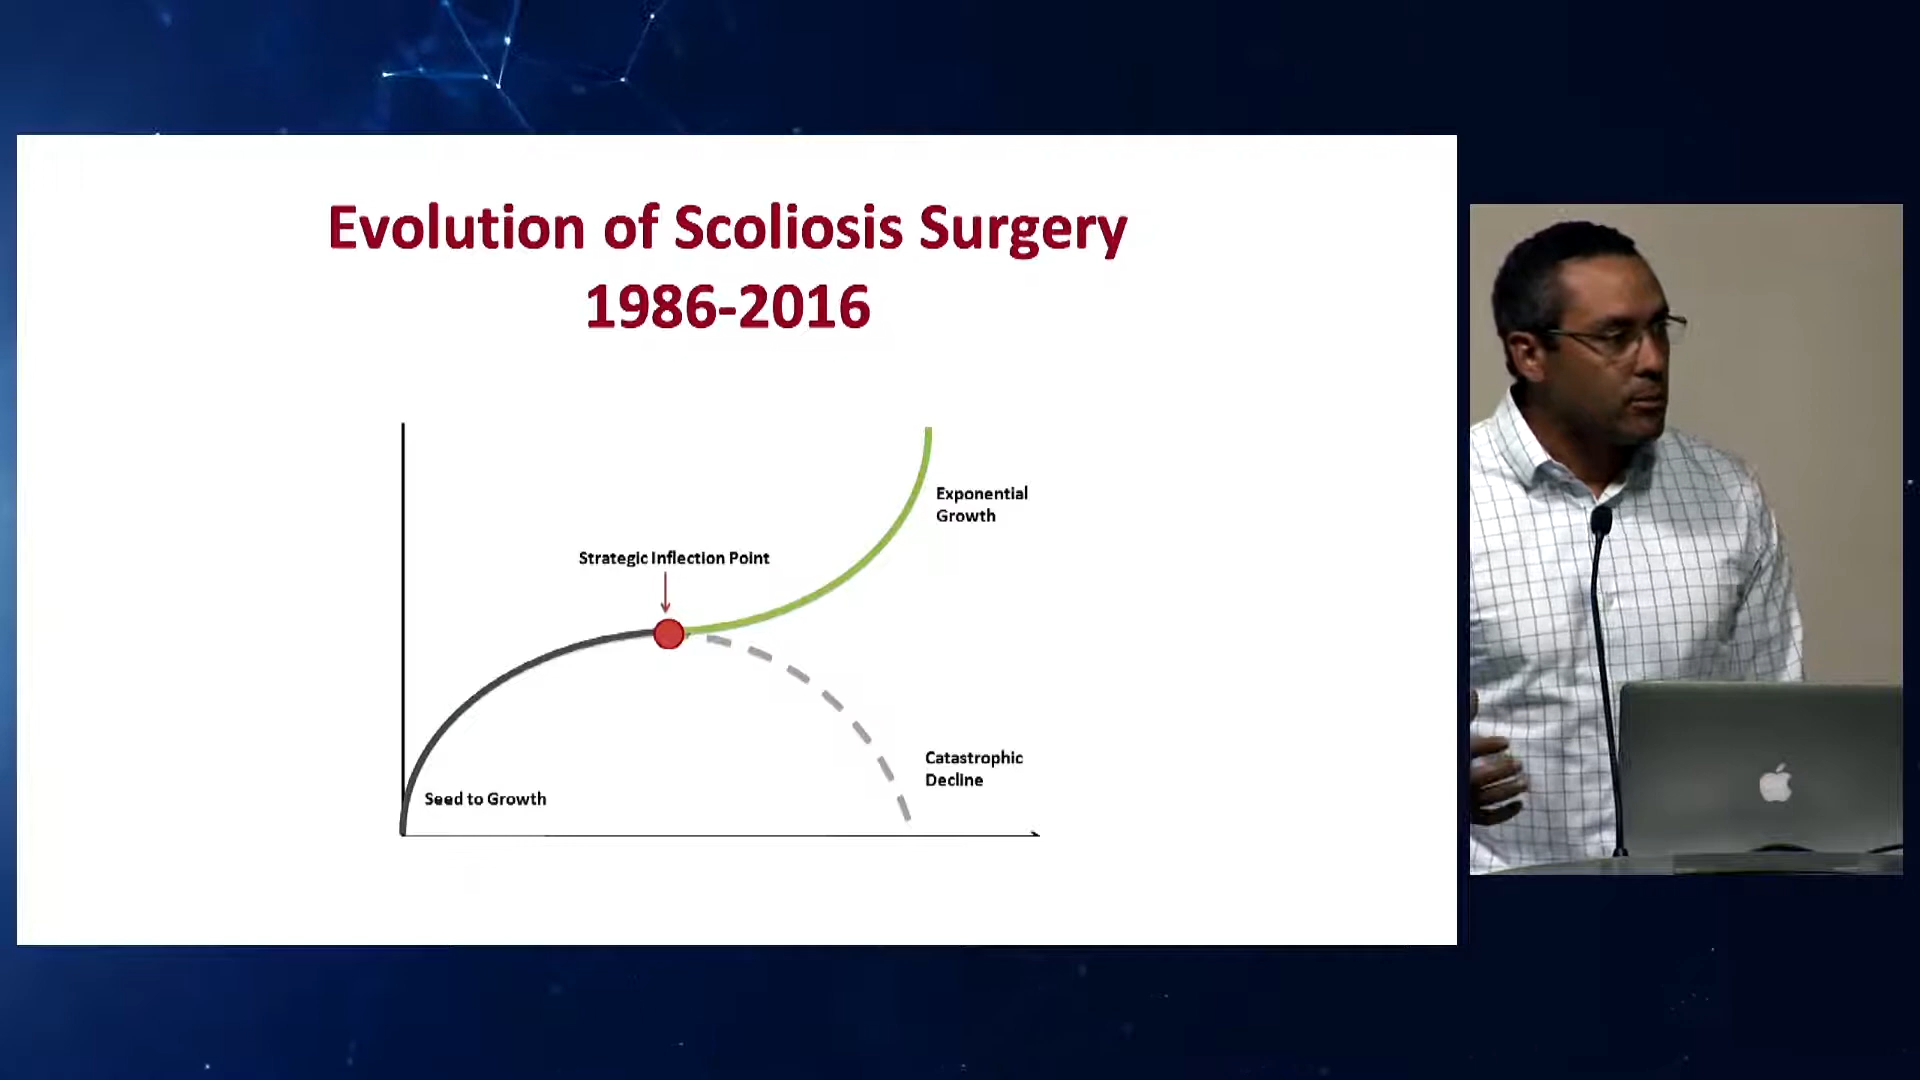 Evolution of Scoliosis Surgery
1986-2016
Exponential
Growth
Strategic Inflection Point
Catastrophic
Decline
Seed to Growth